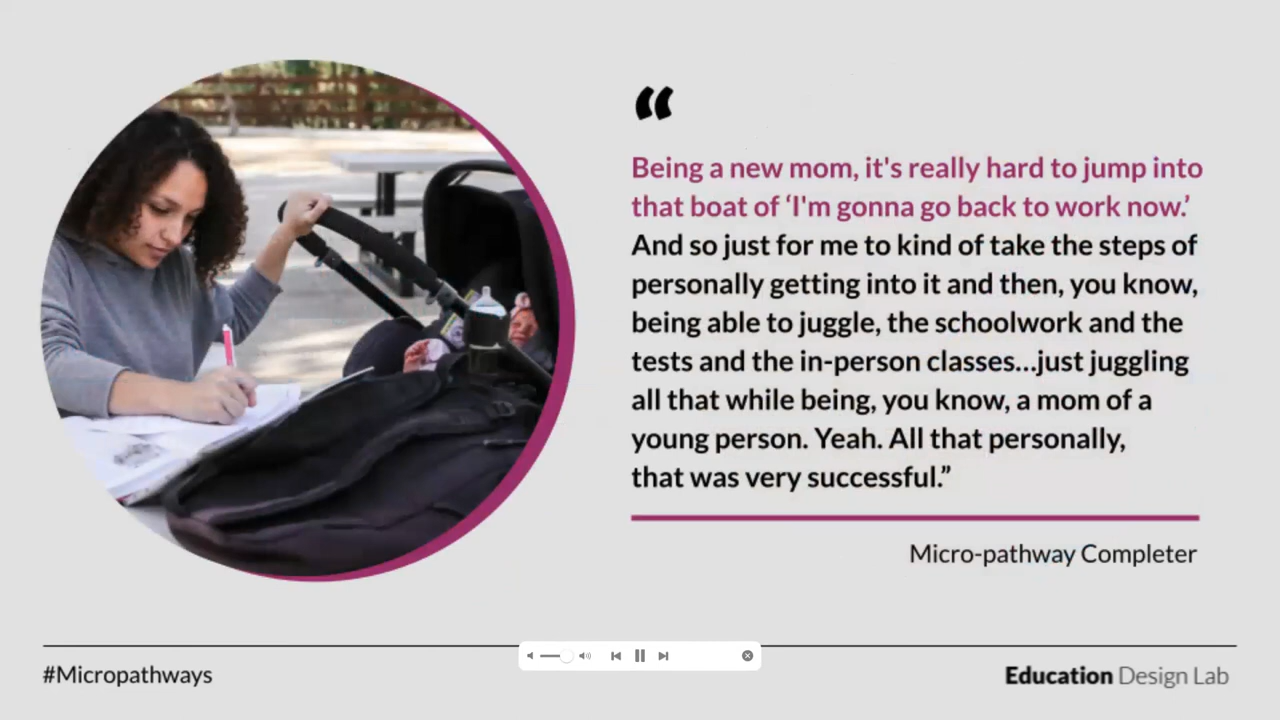 “
Being a new mom, it's really hard to jump into
that boat of ‘I'm gonna go back to work now.’
And so just for me to kind of take the steps of
personally getting into it and then, you know,
being able to juggle, the schoolwork and the
tests and the in-person classes...just juggling
all that while being, you know, a mom of a
young person. Yeah. All that personally,
that was very successful.”
Micro-pathway Completer
#Micropathways
Education Design Lab